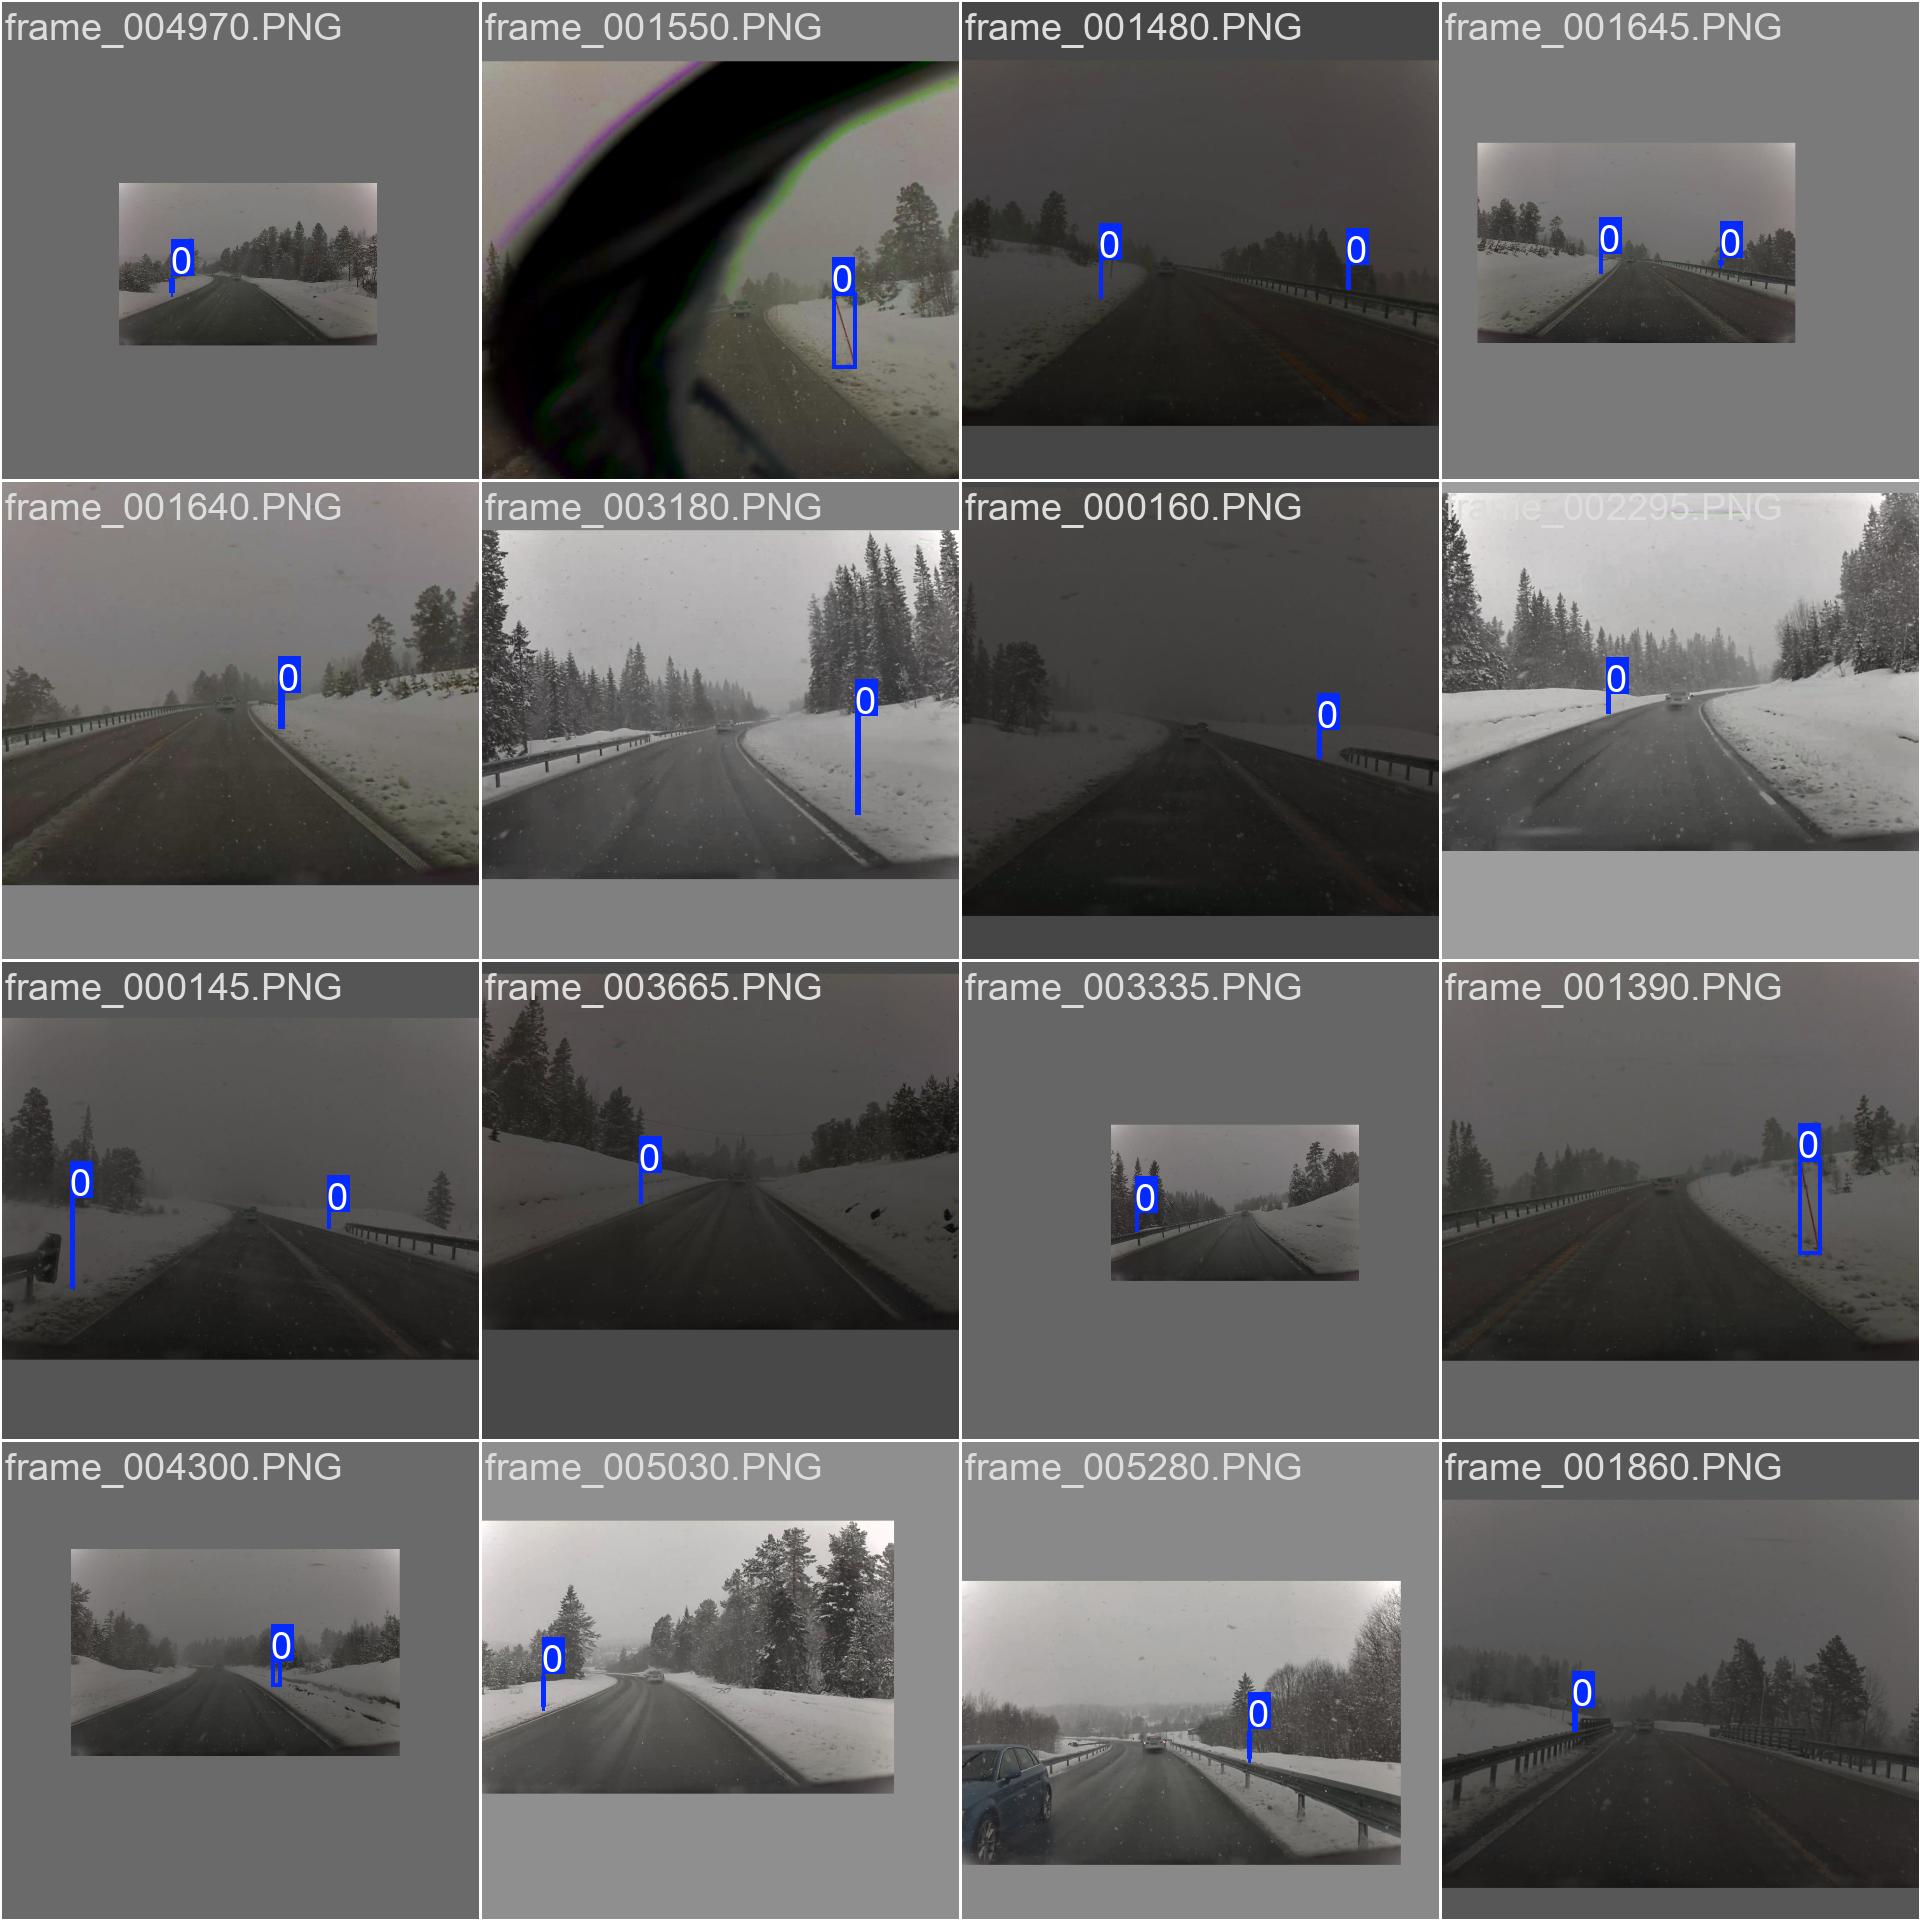 frame_004970.PNG
frame_001550.PNG
frame_001480.PNG
frame_001645.PNG
0
0
0
0
0
0
frame_001640.PNG
frame_003180.PNG
frame_000160.PNG
frame_002295.PNG
0
0
0
0
frame_000145.PNG
frame_003665.PNG
frame_003335.PNG
frame_001390.PNG
0
0
0
0
0
frame_004300.PNG
frame_005030.PNG
frame_005280.PNG
frame_001860.PNG
0
0
0
0